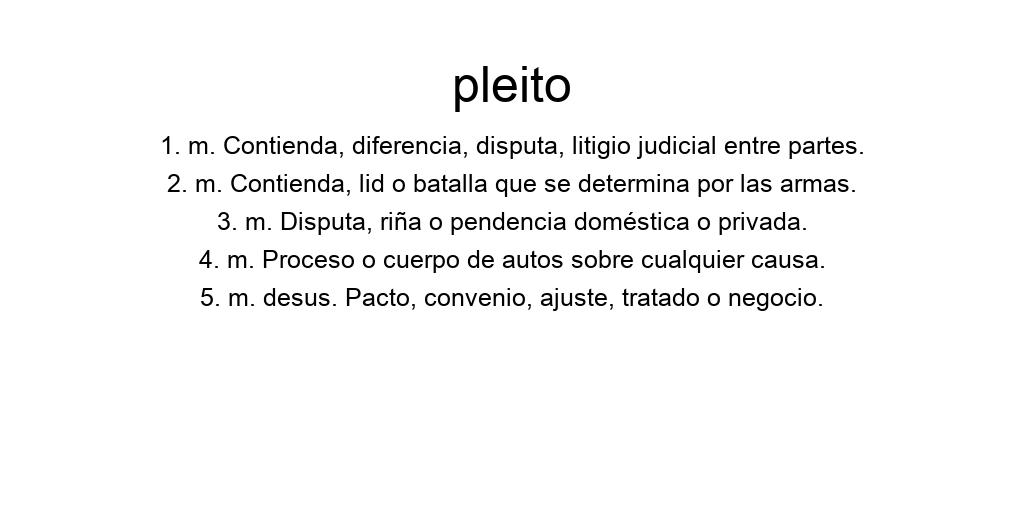 pleito
1. m. Contienda, diferencia, disputa, litigio judicial entre partes.
2. m. Contienda, lid o batalla que se determina por las armas.
3. m. Disputa, riña o pendencia doméstica o privada.
4. m. Proceso o cuerpo de autos sobre cualquier causa.
5. m. desus. Pacto, convenio, ajuste, tratado o negocio.